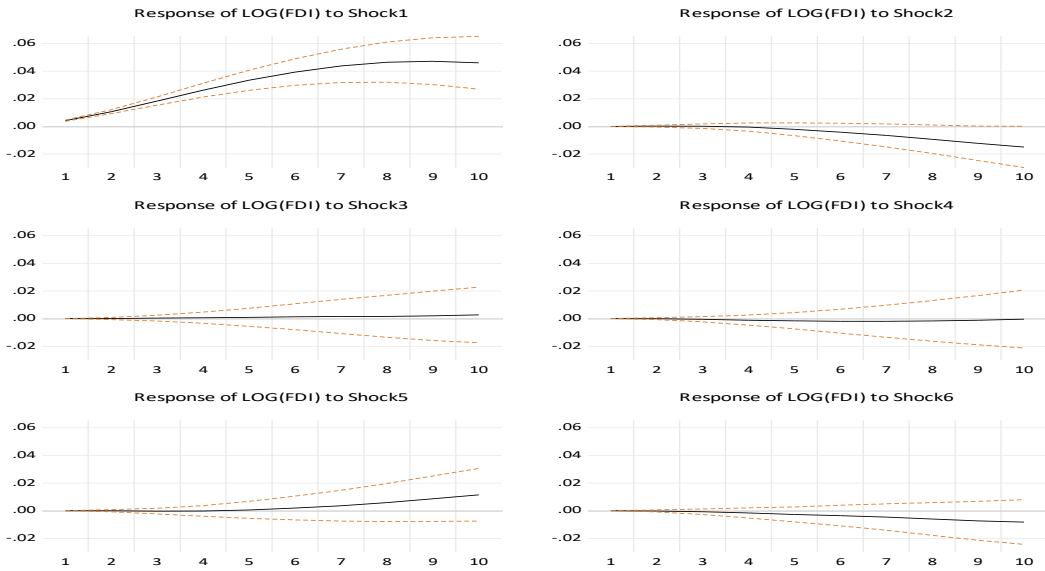 Response of LOG(FDI) to Shock1
.06
.04
.02
.00
-.02
1 2 3 4 5 6 7 8 9 10
Response of LOG(FDI) to Shock2
.06
.04
.02
.00
-.02
1 2 3 4 5 6 7 8 9 10
Response of LOG(FDI) to Shock3
.06
.04
.02
.00
-.02
1 2 3 4 5 6 7 8 9 10
Response of LOG(FDI) to Shock4
.06
.04
.02
.00
-.02
1 2 3 4 5 6 7 8 9 10
Response of LOG(FDI) to Shock5
.06
.04
.02
.00
-.02
1 2 3 4 5 6 7 8 9 10
Response of LOG(FDI) to Shock6
.06
.04
.02
.00
-.02
1 2 3 4 5 6 7 8 9 10